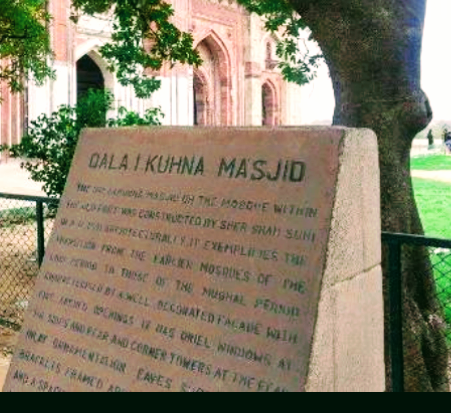 QALA I KUHNA MASJID
THE QALA I KUHNA MASJID OR THE MOSQUE WITHIN
THE OLD FORT WAS CONSTRUCTED BY SHER SHAH SURI
IN A.D. ARCHITECTURALLY, IT EXEMPLIFIES THE
TRANSITION FROM THE EARLIER MOSQUES OF THE
LODI PERIOD TO THOSE OF THE MUGHAL PERIOD
CHARACTERIZED BY A WELL DECORATED FACADE WITH
FIVE ARCHED OPENINGS. IT HAS ORIEL WINDOWS AT
THE SIDES AND REAR AND CORNER TOWERS AT THE REAR
ORNAMENTATION EAVES
BRACKETS FRAMED
AND A